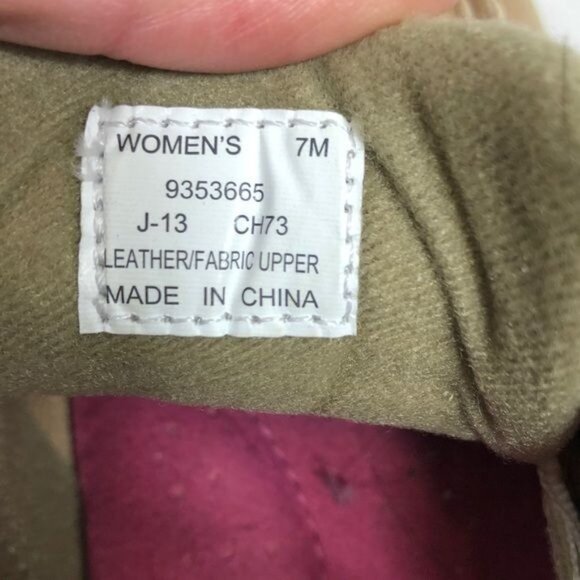 WOMEN'S 7M
9353665
J-13 CH73
LEATHER/FABRIC UPPER
MADE IN CHINA